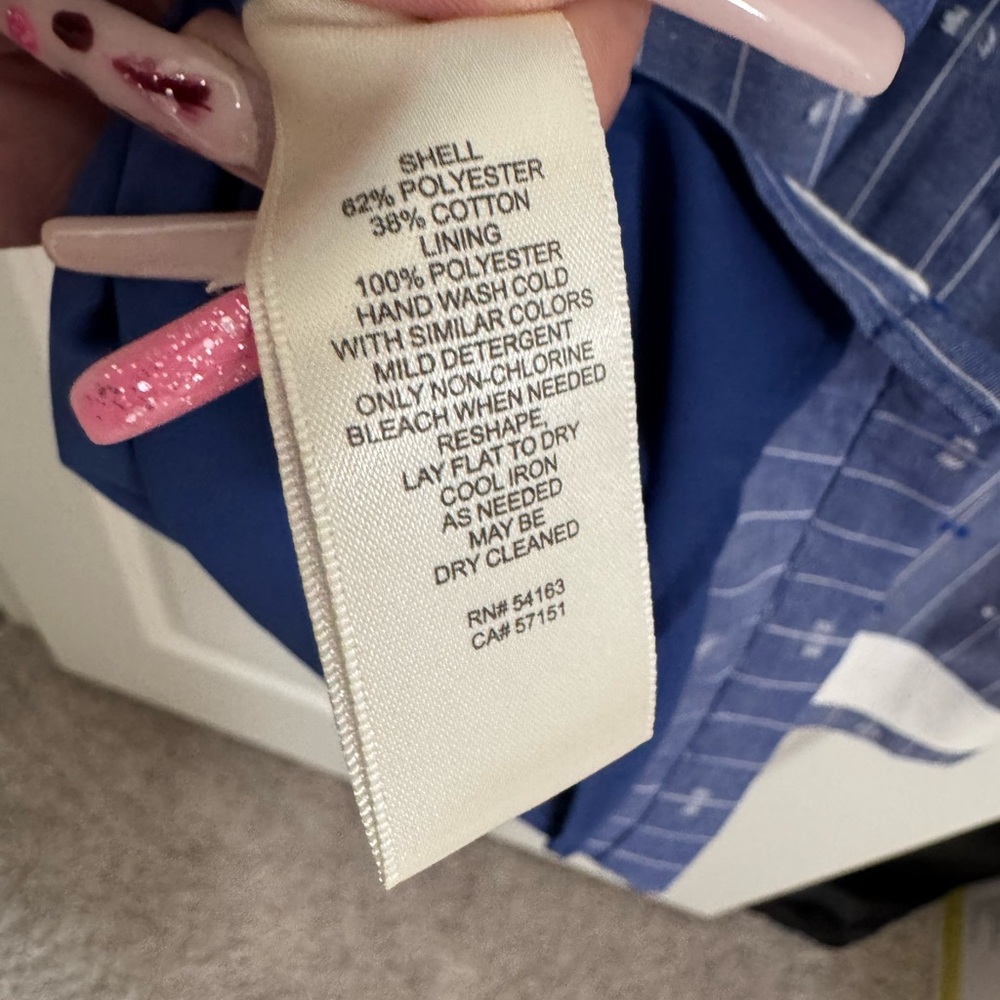 SHELL
62% POLYESTER
38% COTTON
LINING
100% POLYESTER
HAND WASH COLD
WITH SIMILAR COLORS
MILD DETERGENT
ONLY NON-CHLORINE
BLEACH WHEN NEEDED
RESHAPE,
LAY FLAT TO DRY
COOL IRON
AS NEEDED
MAY BE
DRY CLEANED
RN# 54163
CA# 57151